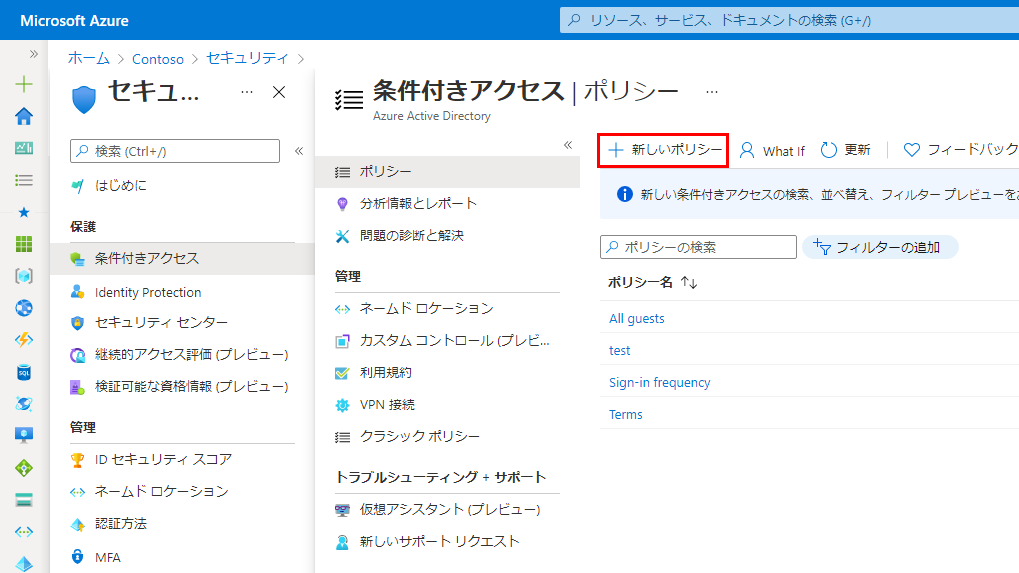 Microsoft Azure
リソース、サービス、ドキュメントの検索 (G+/)
ホーム > Contoso > セキュリティ >
セキュ...
検索 (Ctrl+/)
はじめに
保護
条件付きアクセス
Identity Protection
セキュリティ センター
継続的アクセス評価 (プレビュー)
検証可能な資格情報 (プレビュー)
管理
ID セキュリティ スコア
ネームド ロケーション
認証方法
MFA
条件付きアクセス | ポリシー
Azure Active Directory
ポリシー
分析情報とレポート
問題の診断と解決
管理
ネームド ロケーション
カスタム コントロール (プレビ...
利用規約
VPN 接続
クラシック ポリシー
トラブルシューティング + サポート
仮想アシスタント (プレビュー)
新しいサポート リクエスト
新しいポリシー What If 更新 フィードバック
新しい条件付きアクセスの検索、並べ替え、フィルター プレビューを
ポリシーの検索 フィルターの追加
ポリシー名
All guests
test
Sign-in frequency
Terms